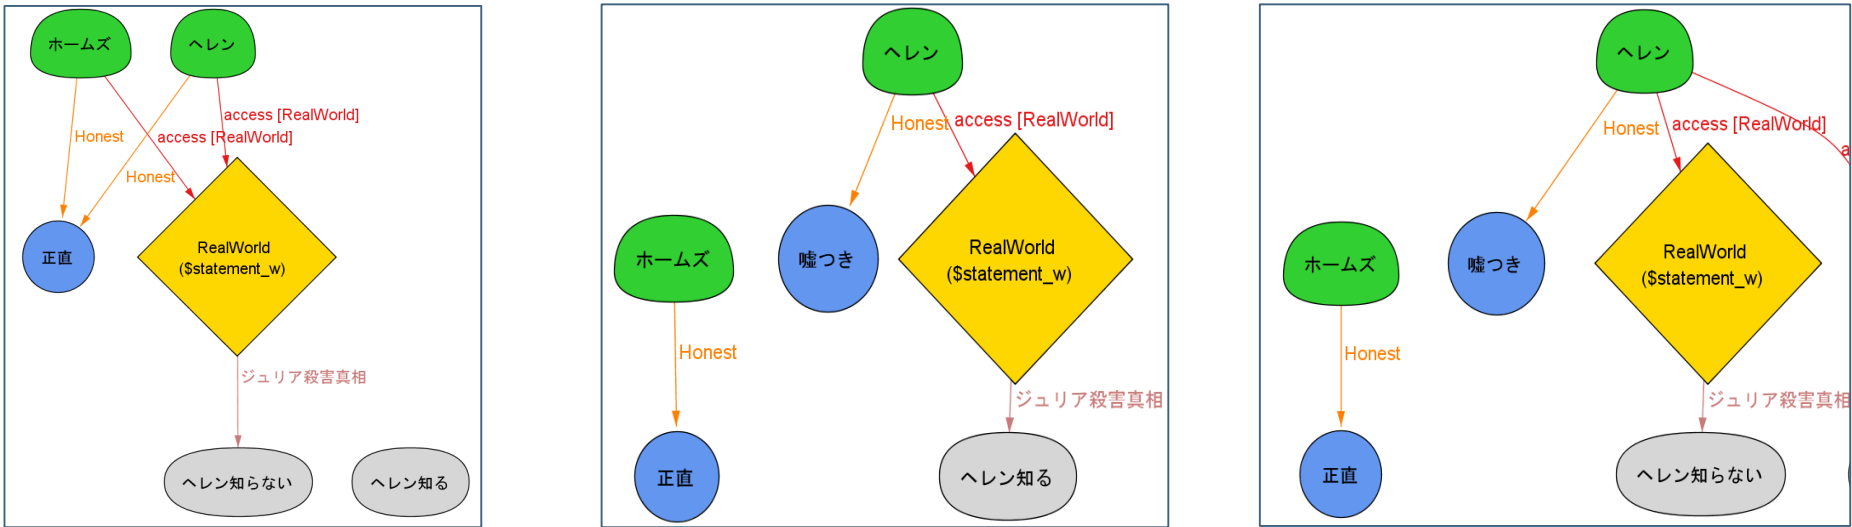 ホームズ
ヘレン
access [RealWorld]
Honest
access [RealWorld]
Honest
正直
RealWorld
($statement_w)
ジュリア殺害真相
ヘレン知らない
ヘレン知る
ヘレン
Honest
access [RealWorld]
ホームズ
嘘つき
RealWorld
($statement_w)
Honest
ジュリア殺害真相
正直
ヘレン知る
ヘレン
Honest
access [RealWorld]
ホームズ
嘘つき
RealWorld
($statement_w)
Honest
ジュリア殺害真相
正直
ヘレン知らない